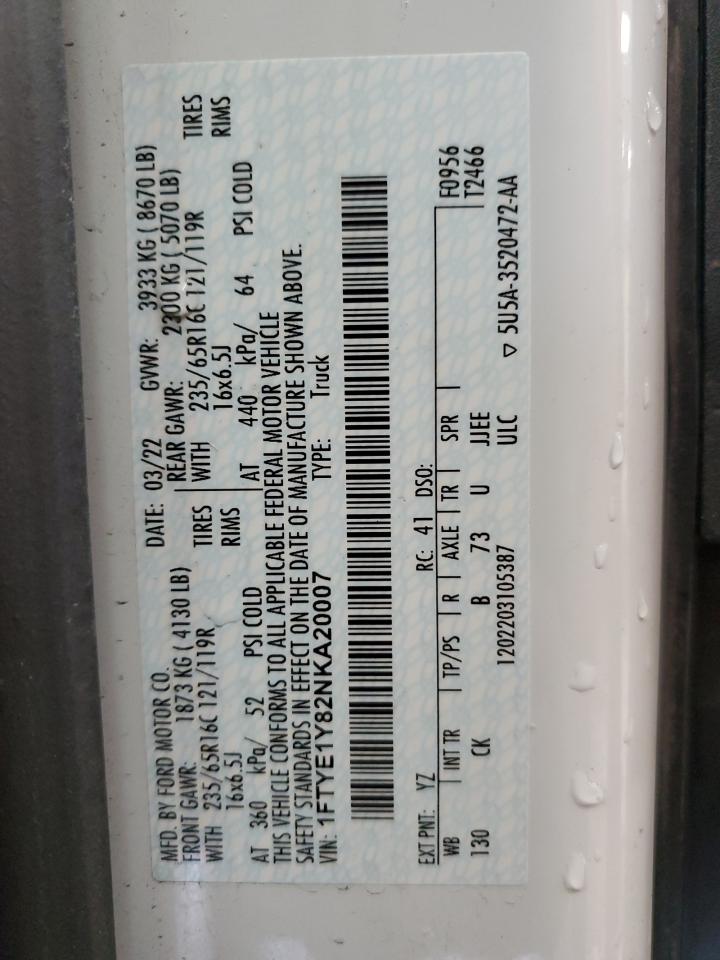 MFD. BY FORD MOTOR CO.
DATE: 03/22 GVWR: 3933 KG ( 8670 LB)
FRONT GAWR: 1873 KG ( 4130 LB)
REAR GAWR: 2300 KG ( 5070 LB)
WITH 235/65R16C 121/119R TIRES
WITH 235/65R16C 121/119R TIRES
16x6.5J RIMS
16x6.5J RIMS
AT 360 kPa/ 52 PSI COLD
AT 440 kPa/ 64 PSI COLD
THIS VEHICLE CONFORMS TO ALL APPLICABLE FEDERAL MOTOR VEHICLE
SAFETY STANDARDS IN EFFECT ON THE DATE OF MANUFACTURE SHOWN ABOVE.
VIN: 1FTYE1Y82NKA20007 TYPE: Truck
EXT PNT: YZ RC: 41 DSO:
WB INT TR TP/PS R AXLE TR SPR F0956
130 CK B 73 U JJEE T2466
1202203105387 ULC ▽ 5U5A-3520472-AA